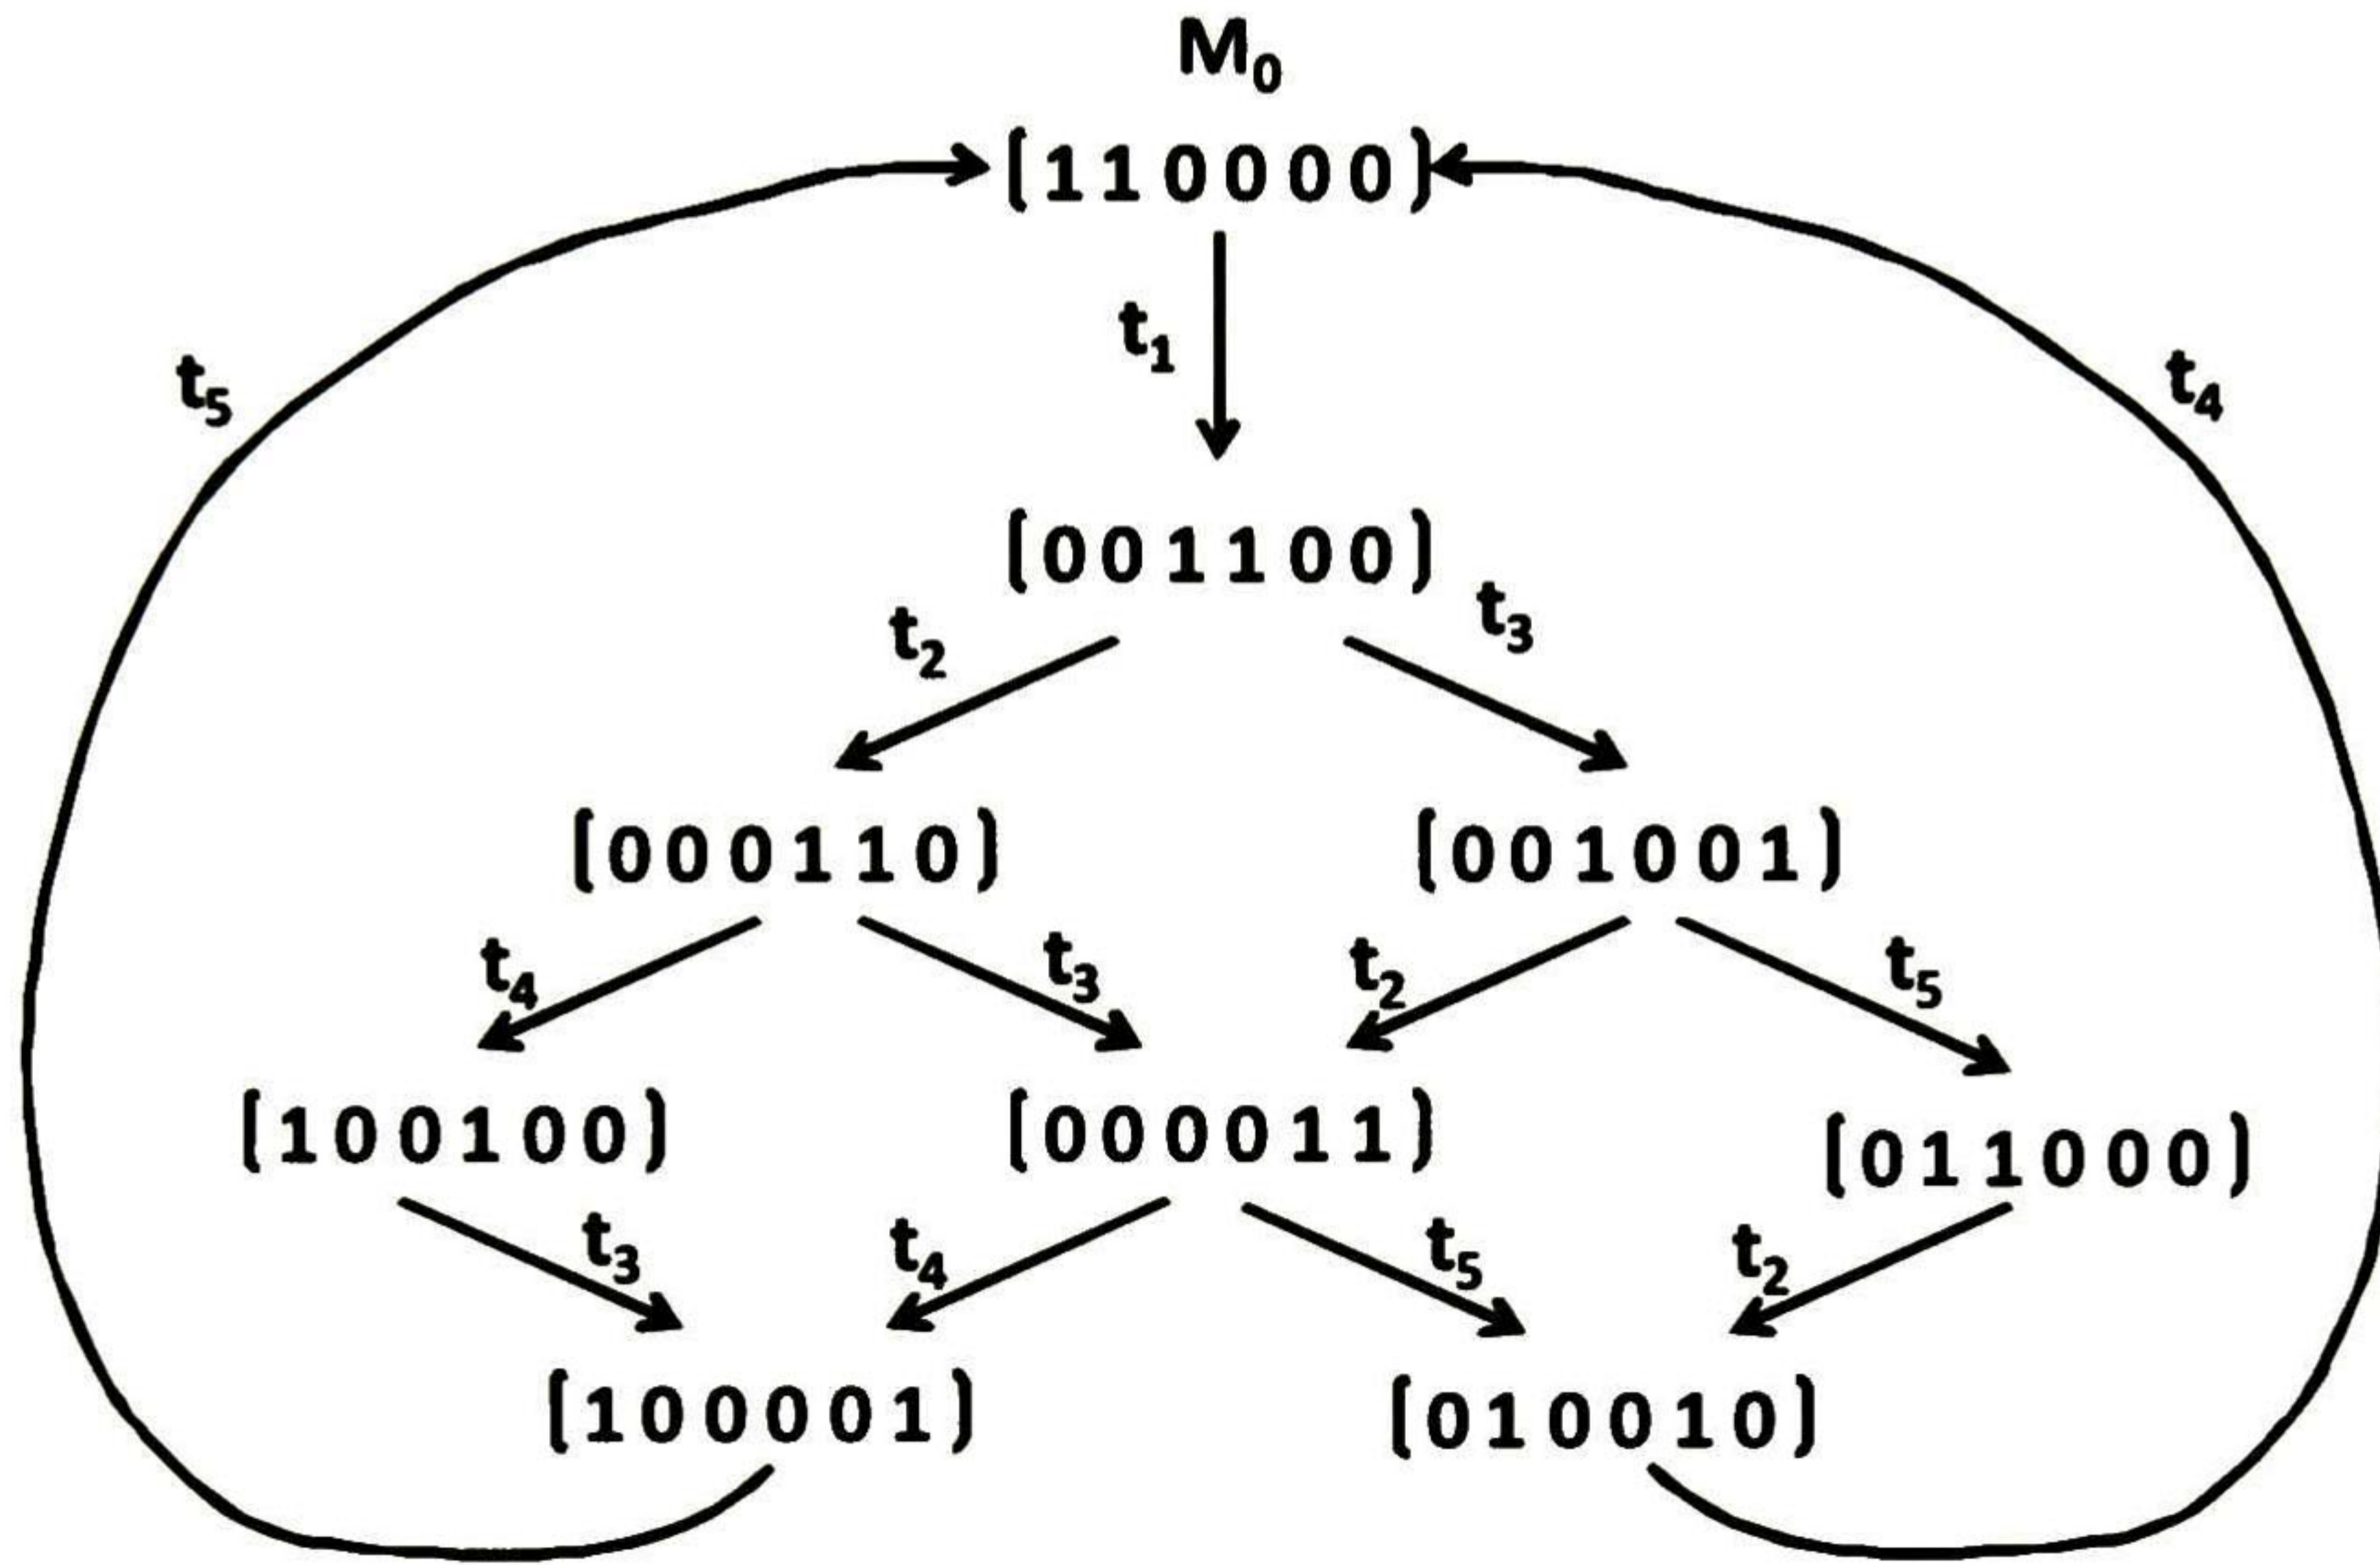 M₀
[110000]
t₁
t₅
t₄
[001100]
t₂
t₃
[000110]
[001001]
t₄
t₃
t₂
t₅
[100100]
[000011]
[011000]
t₃
t₄
t₅
t₂
[100001]
[010010]